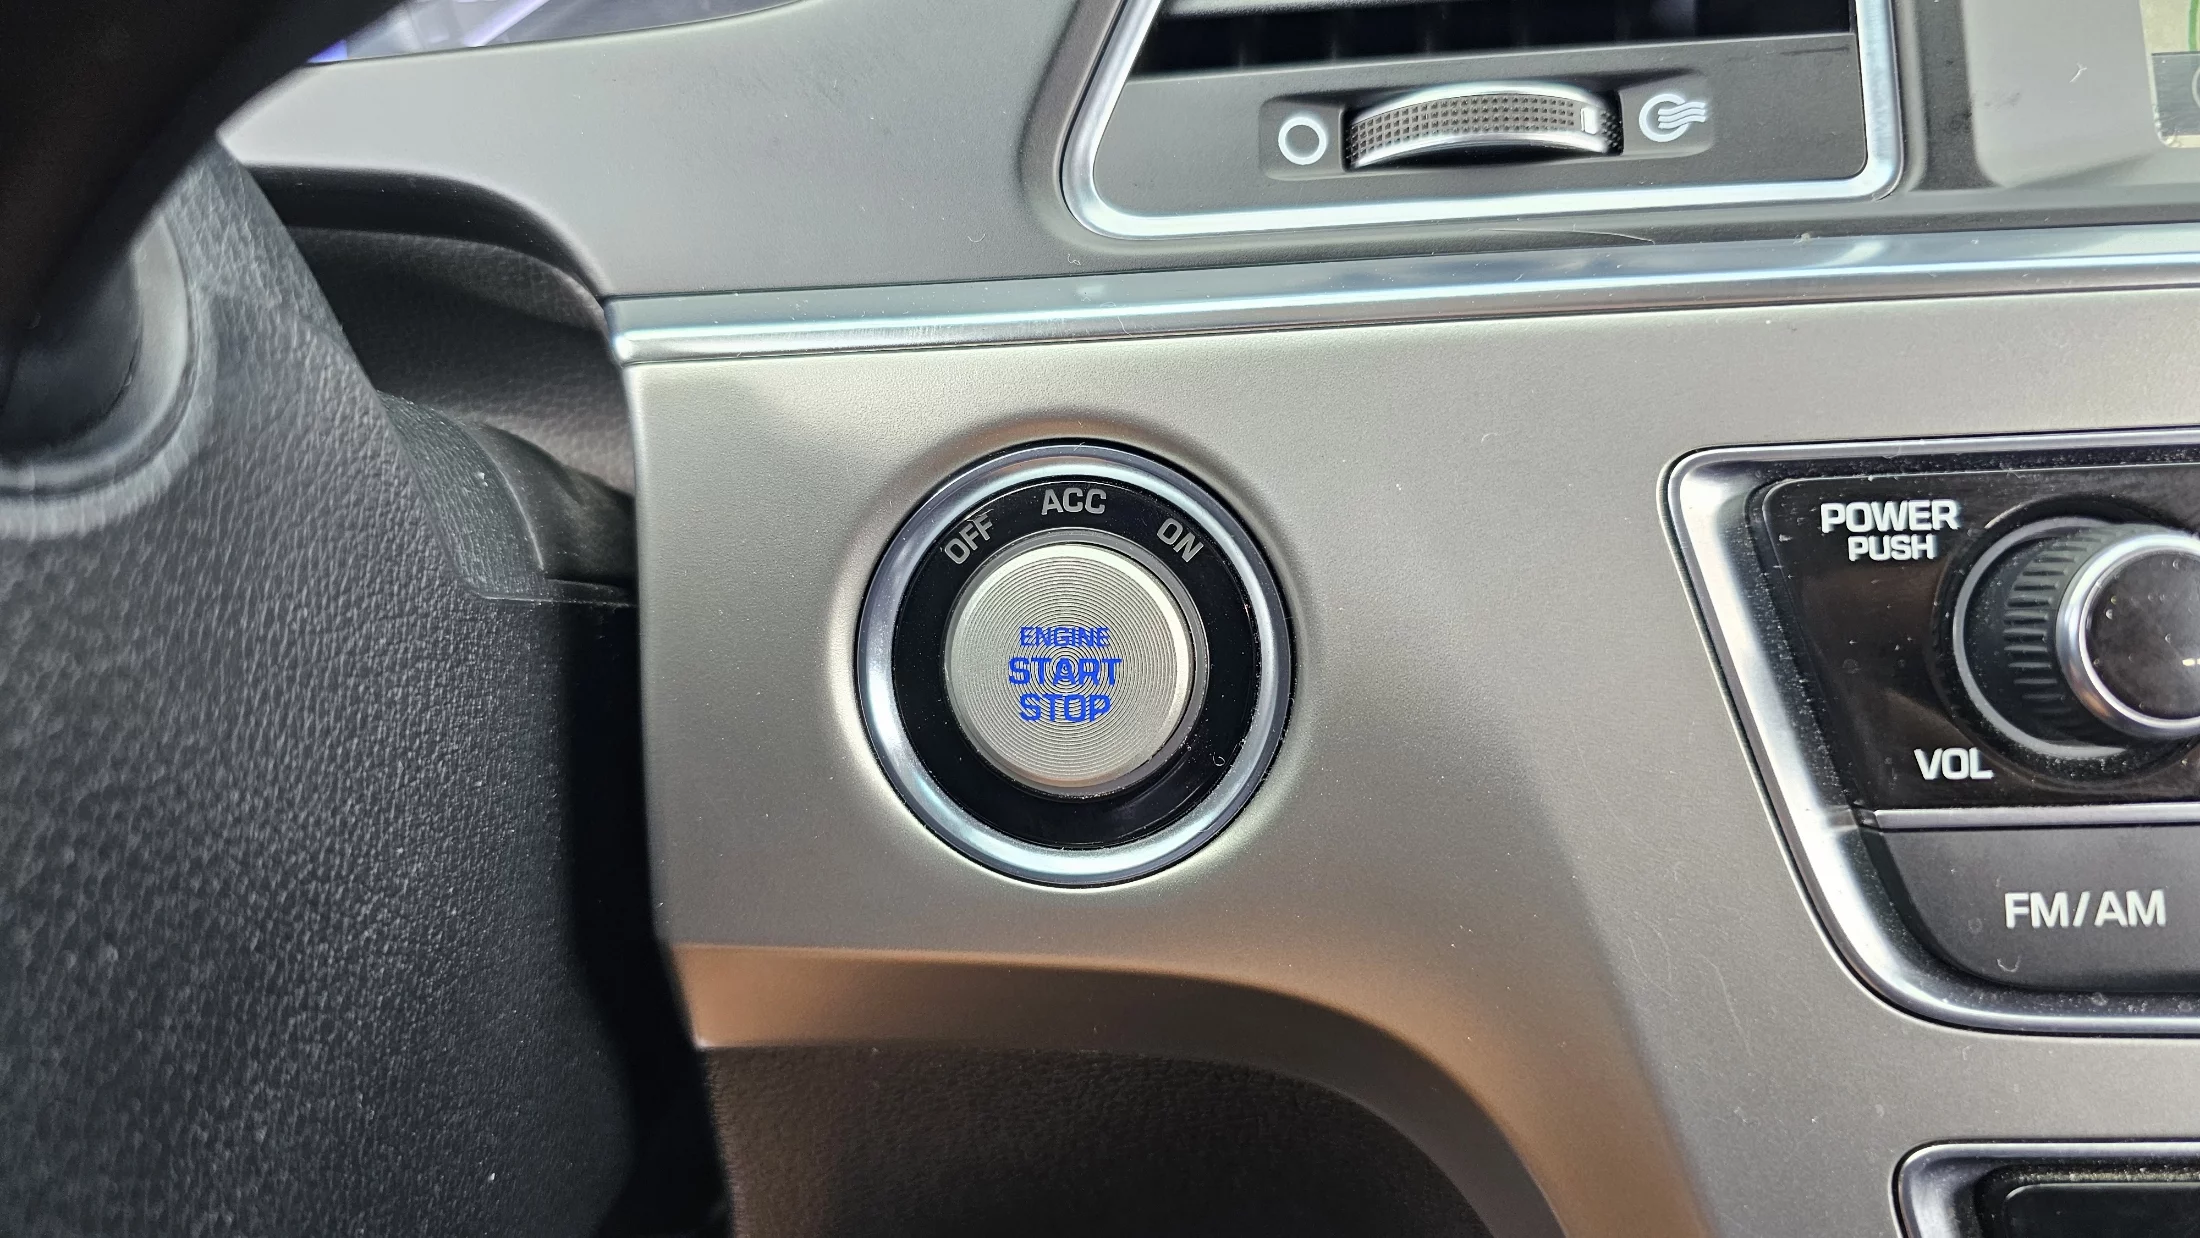 OFF ACC ON
ENGINE
START
STOP
POWER
PUSH
VOL
FM/AM